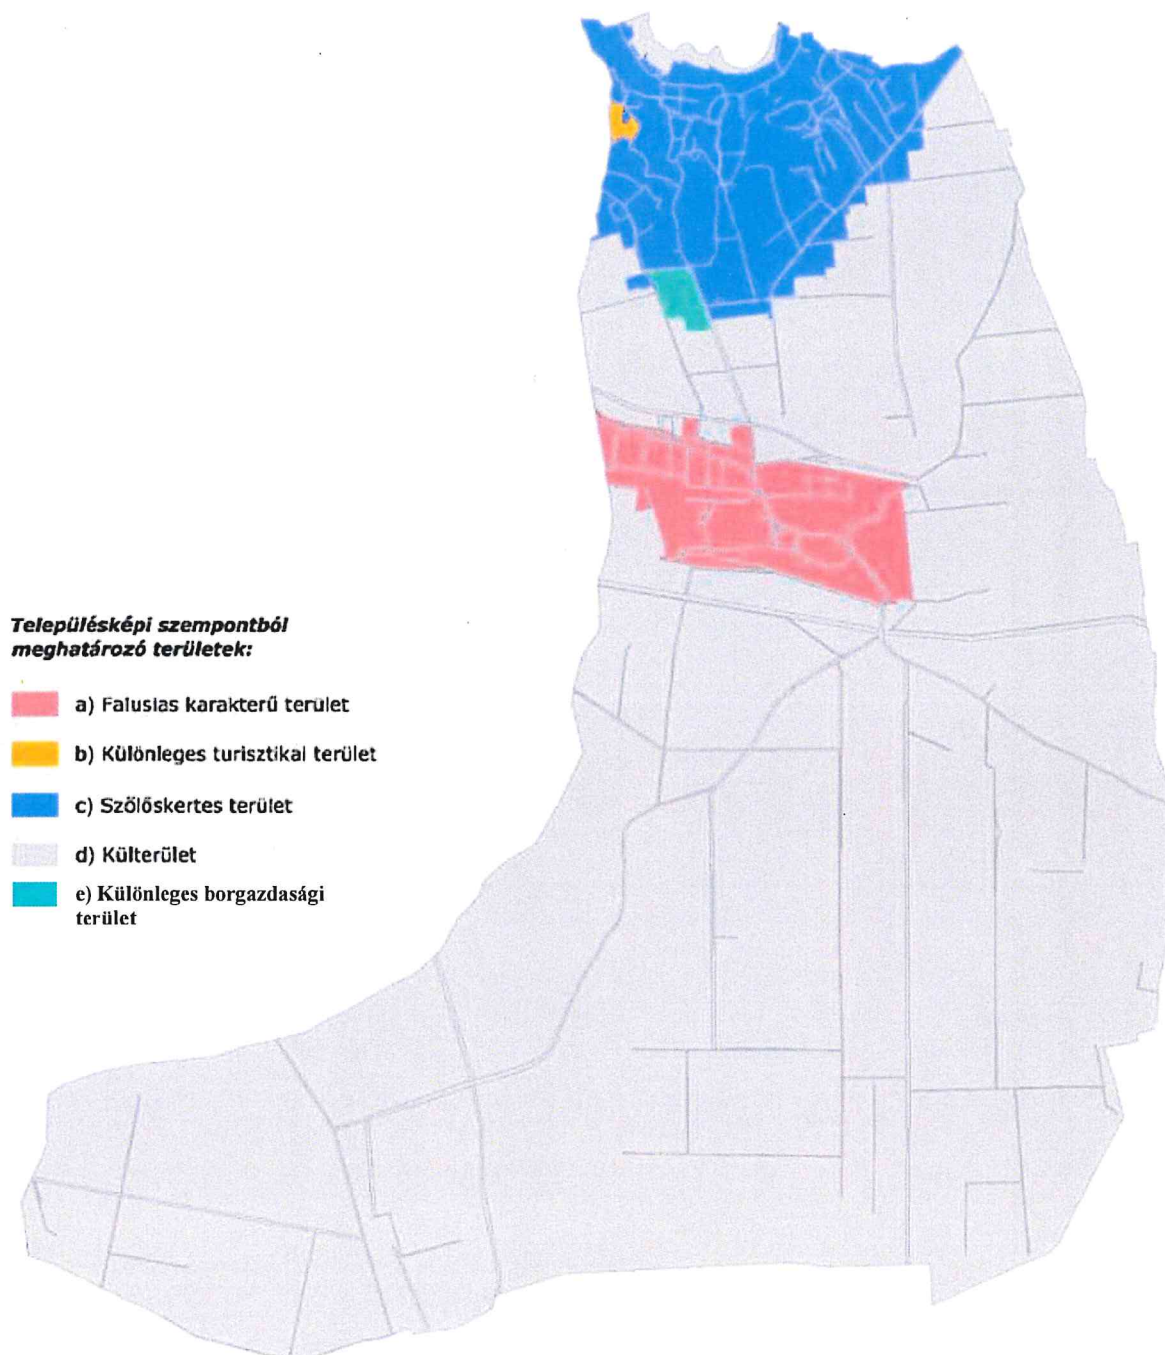 Településképi szempontból
meghatározó területek:
a) Falusias karakterű terület
b) Különleges turisztikai terület
c) Szőlőskertes terület
d) Külterület
e) Különleges borgazdasági
terület